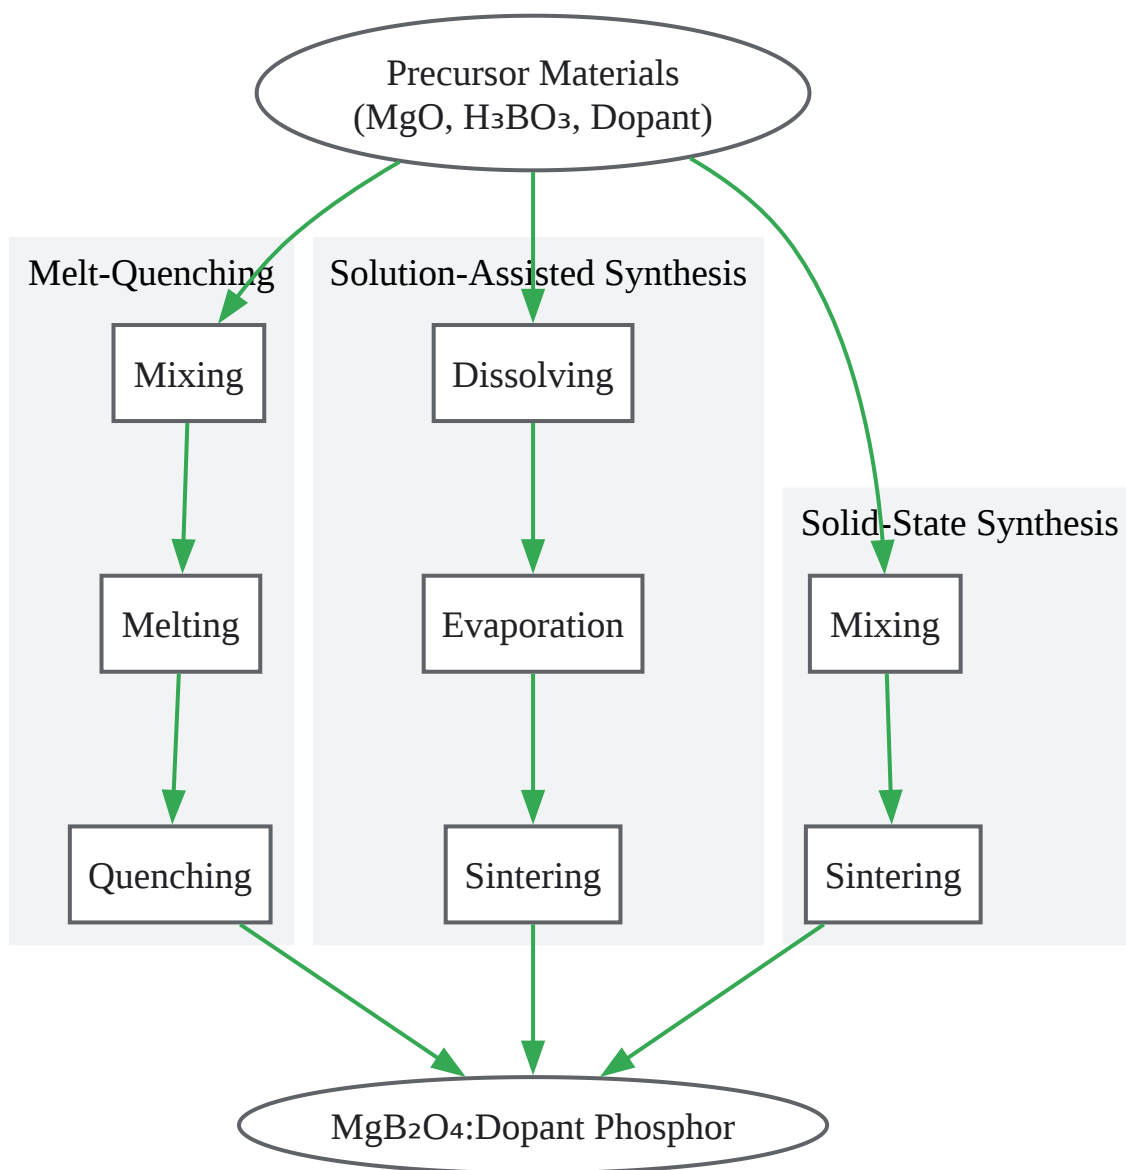 Precursor Materials
(MgO, H₃BO₃, Dopant)
Melt-Quenching
Mixing
Melting
Quenching
Solution-Assisted Synthesis
Dissolving
Evaporation
Sintering
Solid-State Synthesis
Mixing
Sintering
MgB₂O₄:Dopant Phosphor